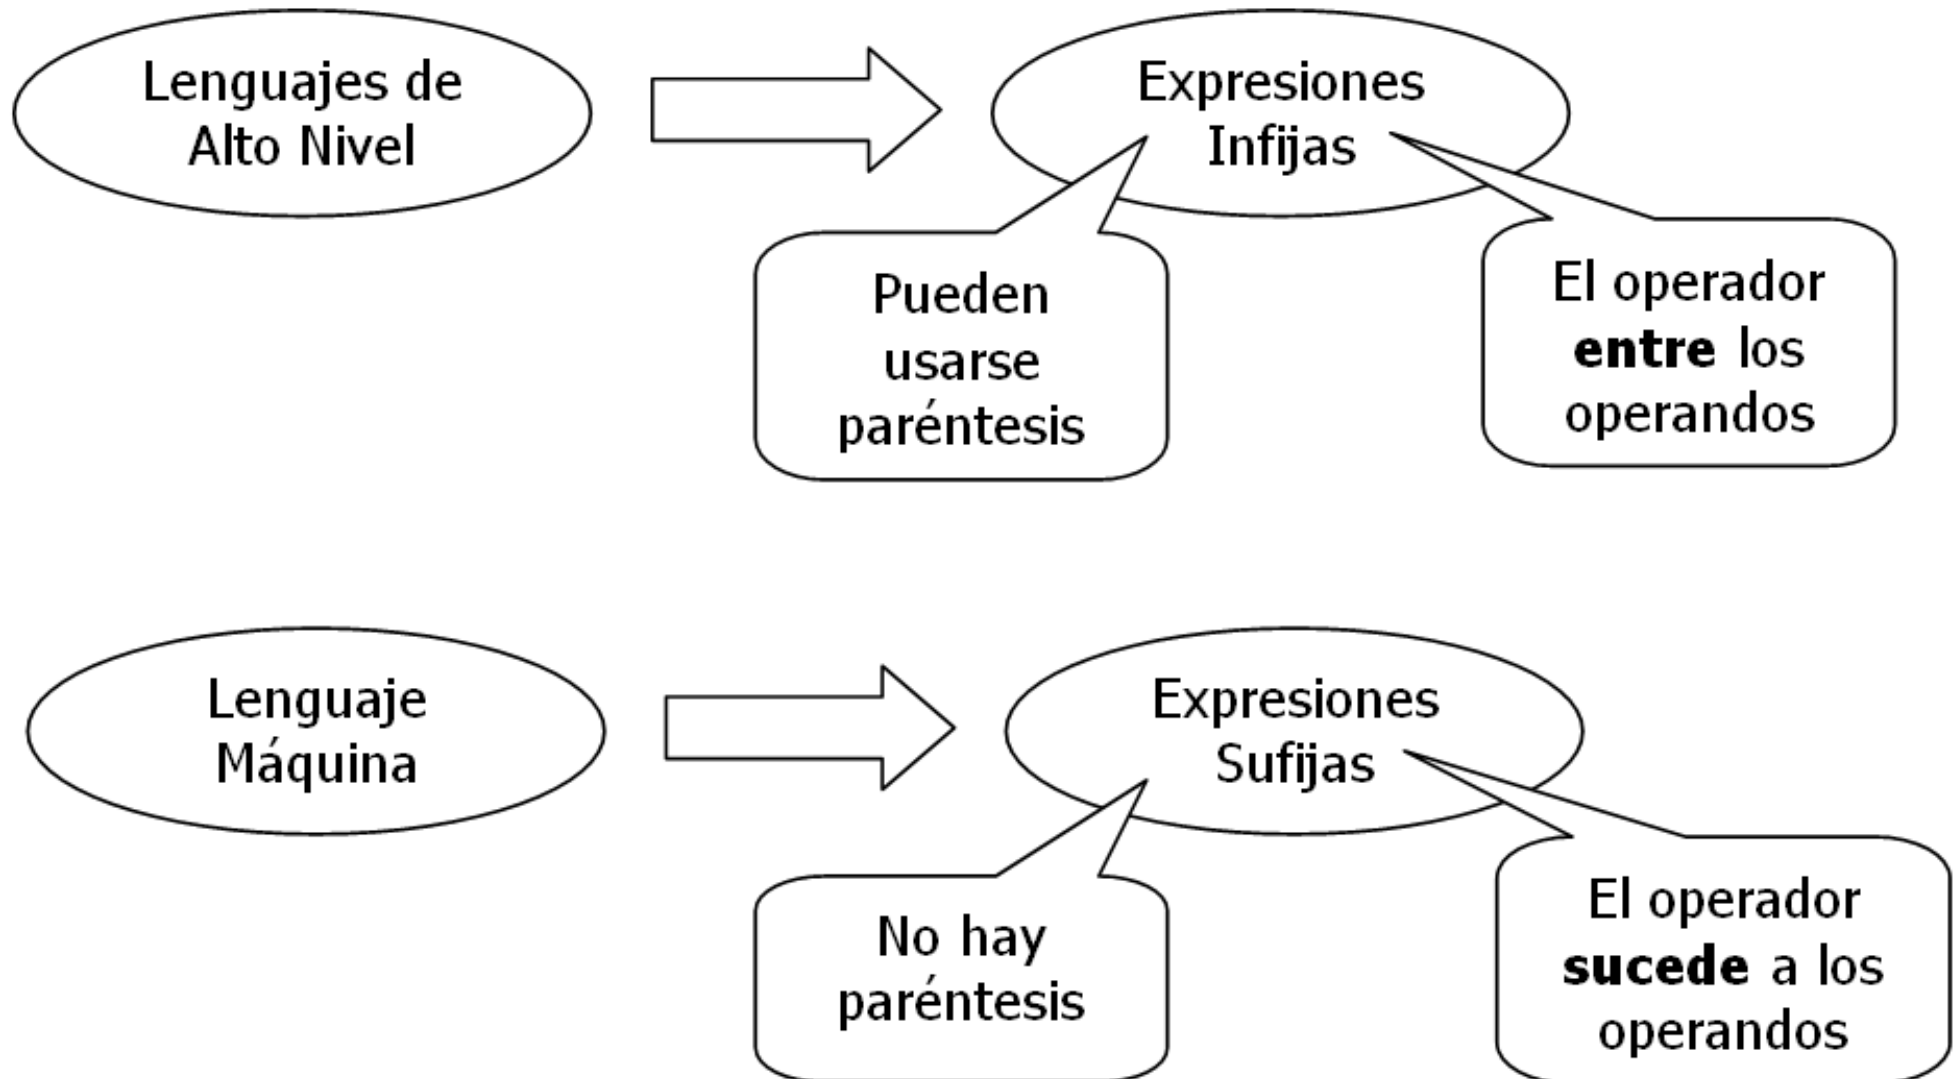 Lenguajes de
Alto Nivel
Expresiones
Infijas
Pueden
usarse
paréntesis
El operador
entre los
operandos
Lenguaje
Máquina
Expresiones
Sufijas
No hay
paréntesis
El operador
sucede a los
operandos